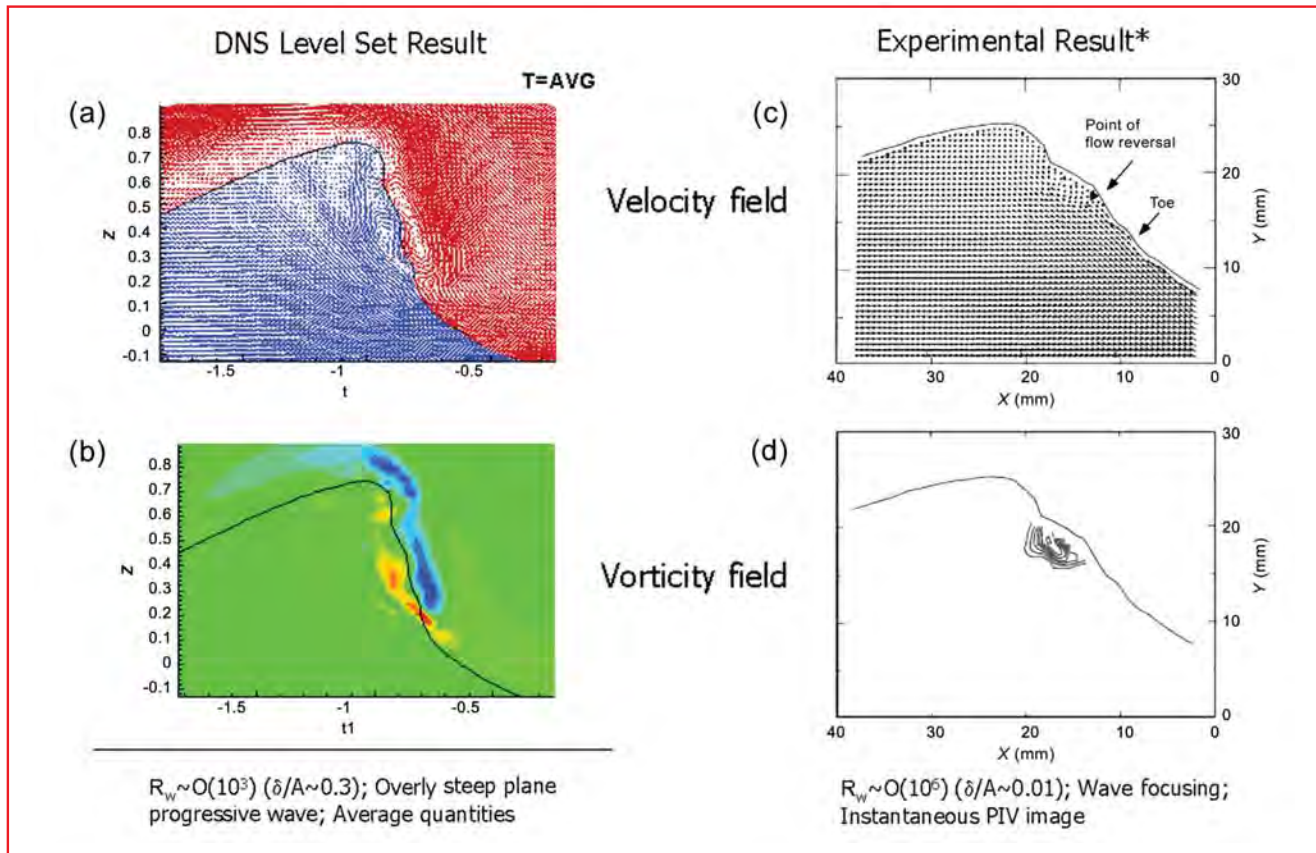 DNS Level Set Result
Experimental Result*
T=AVG
(a)
0.8
0.7
0.6
0.5
0.4
0.3
0.2
0.1
0
-0.1
Z
-1.5
-1
-0.5
t
Velocity field
(c)
Point of
flow reversal
Toe
30
20
10
0
Y (mm)
40
30
20
10
0
X (mm)
(b)
0.8
0.7
0.6
0.5
0.4
0.3
0.2
0.1
0
-0.1
Z
-1.5
-1
-0.5
t1
Vorticity field
(d)
30
20
10
0
Y (mm)
40
30
20
10
0
X (mm)
Rw~O(10³) (δ/A~0.3); Overly steep plane
progressive wave; Average quantities
Rw~O(10⁶) (δ/A~0.01); Wave focusing;
Instantaneous PIV image